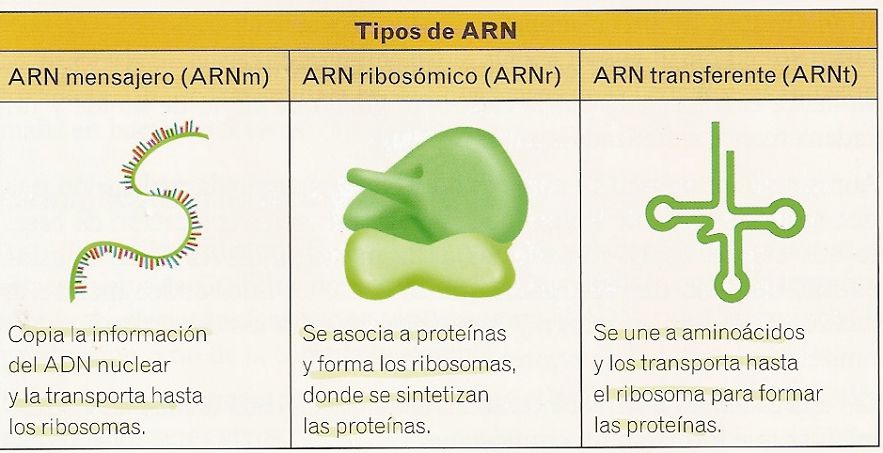 Tipos de ARN
ARN mensajero (ARNm)
ARN ribosómico (ARNr)
ARN transferente (ARNt)
Copia la información
del ADN nuclear
y la transporta hasta
los ribosomas.
Se asocia a proteínas
y forma los ribosomas,
donde se sintetizan
las proteínas.
Se une a aminoácidos
y los transporta hasta
el ribosoma para formar
las proteínas.